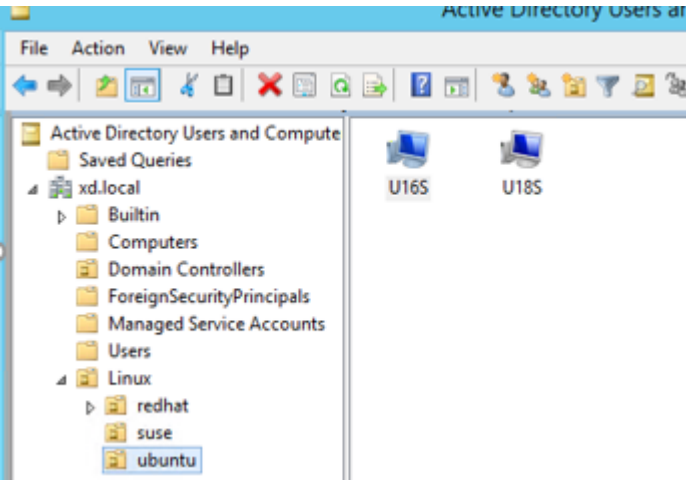 Active Directory Users an
File Action View Help
Active Directory Users and Compute
Saved Queries
xd.local
Builtin
Computers
Domain Controllers
ForeignSecurityPrincipals
Managed Service Accounts
Users
Linux
redhat
suse
ubuntu
U16S U18S